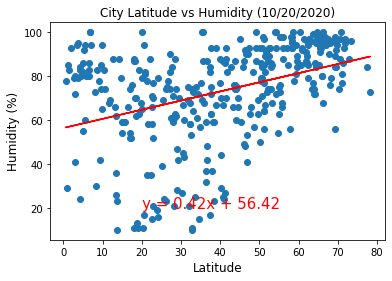 City Latitude vs Humidity (10/20/2020)
100
80
60
40
20
Humidity (%)
y = 0.42x + 56.42
0 10 20 30 40 50 60 70 80
Latitude